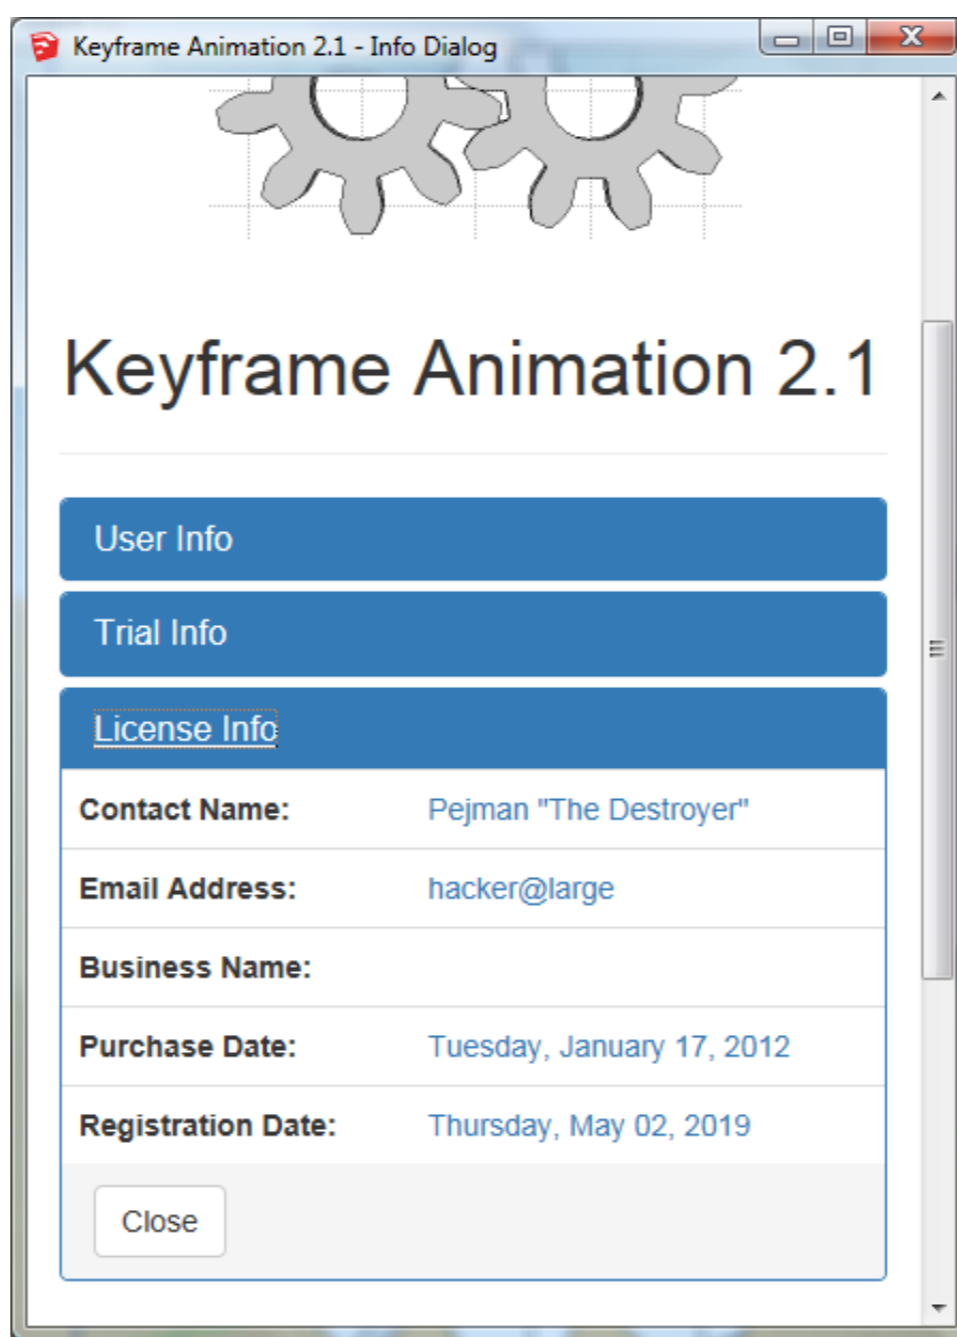 Keyframe Animation 2.1 - Info Dialog
Keyframe Animation 2.1
User Info
Trial Info
License Info
Contact Name: Pejman "The Destroyer"
Email Address: hacker@large
Business Name:
Purchase Date: Tuesday, January 17, 2012
Registration Date: Thursday, May 02, 2019
Close